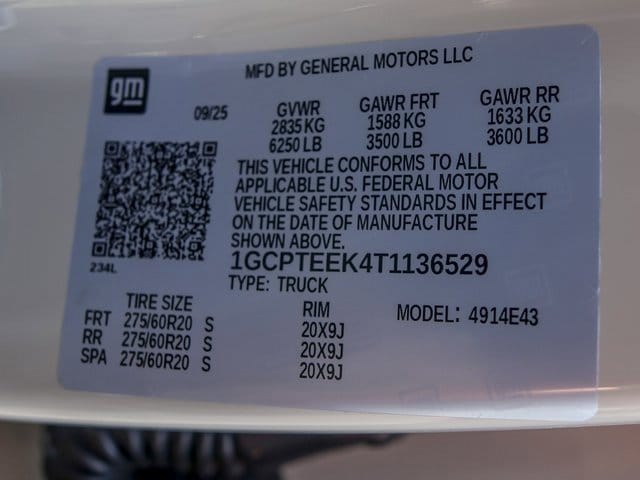 gm
MFD BY GENERAL MOTORS LLC
09/25
GVWR GAWR FRT GAWR RR
2835 KG 1588 KG 1633 KG
6250 LB 3500 LB 3600 LB
THIS VEHICLE CONFORMS TO ALL
APPLICABLE U.S. FEDERAL MOTOR
VEHICLE SAFETY STANDARDS IN EFFECT
ON THE DATE OF MANUFACTURE
SHOWN ABOVE.
234L
1GCPTEEK4T1136529
TYPE: TRUCK
TIRE SIZE RIM MODEL: 4914E43
FRT 275/60R20 S 20X9J
RR 275/60R20 S 20X9J
SPA 275/60R20 S 20X9J